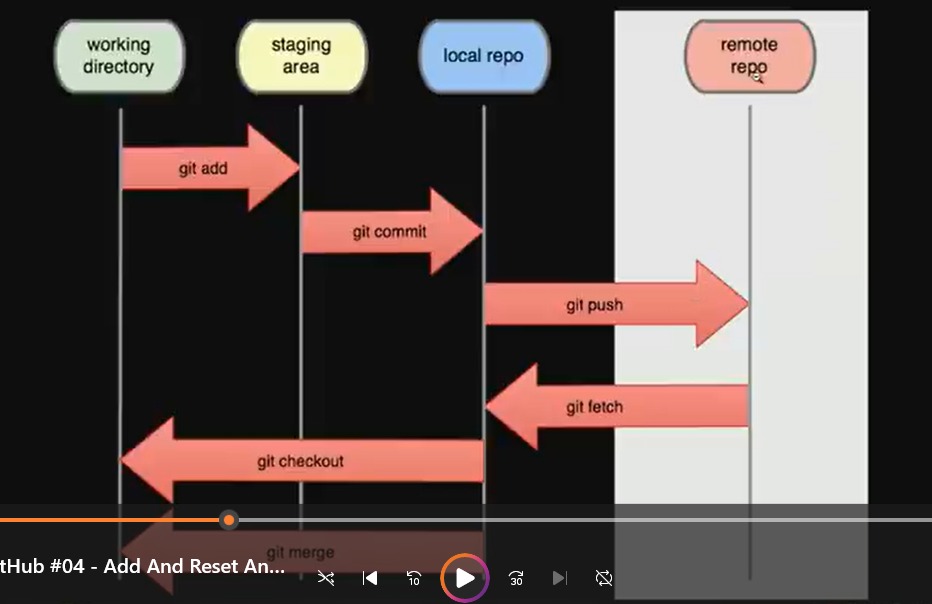 working
directory
staging
area
local repo
remote
repo
git add
git commit
git push
git fetch
git checkout
git merge
tHub #04 - Add And Reset An...
10
30